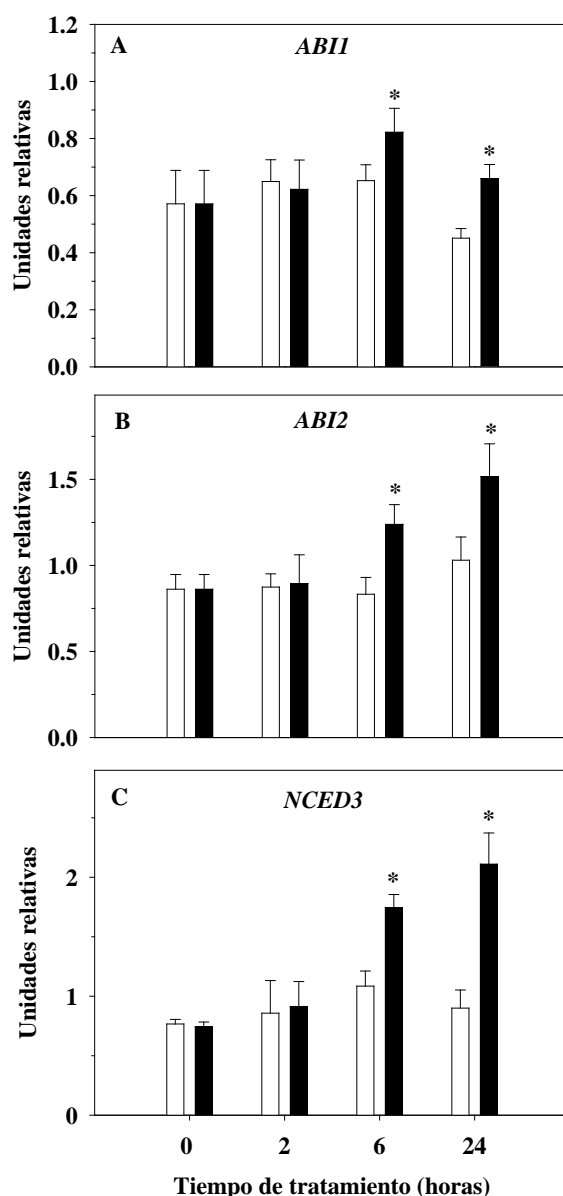 A
ABI1
Unidades relativas
1.2
1.0
0.8
0.6
0.4
0.2
0.0
*
*
B
ABI2
Unidades relativas
1.5
1.0
0.5
0.0
*
*
C
NCED3
Unidades relativas
2
1
0
*
*
0 2 6 24
Tiempo de tratamiento (horas)